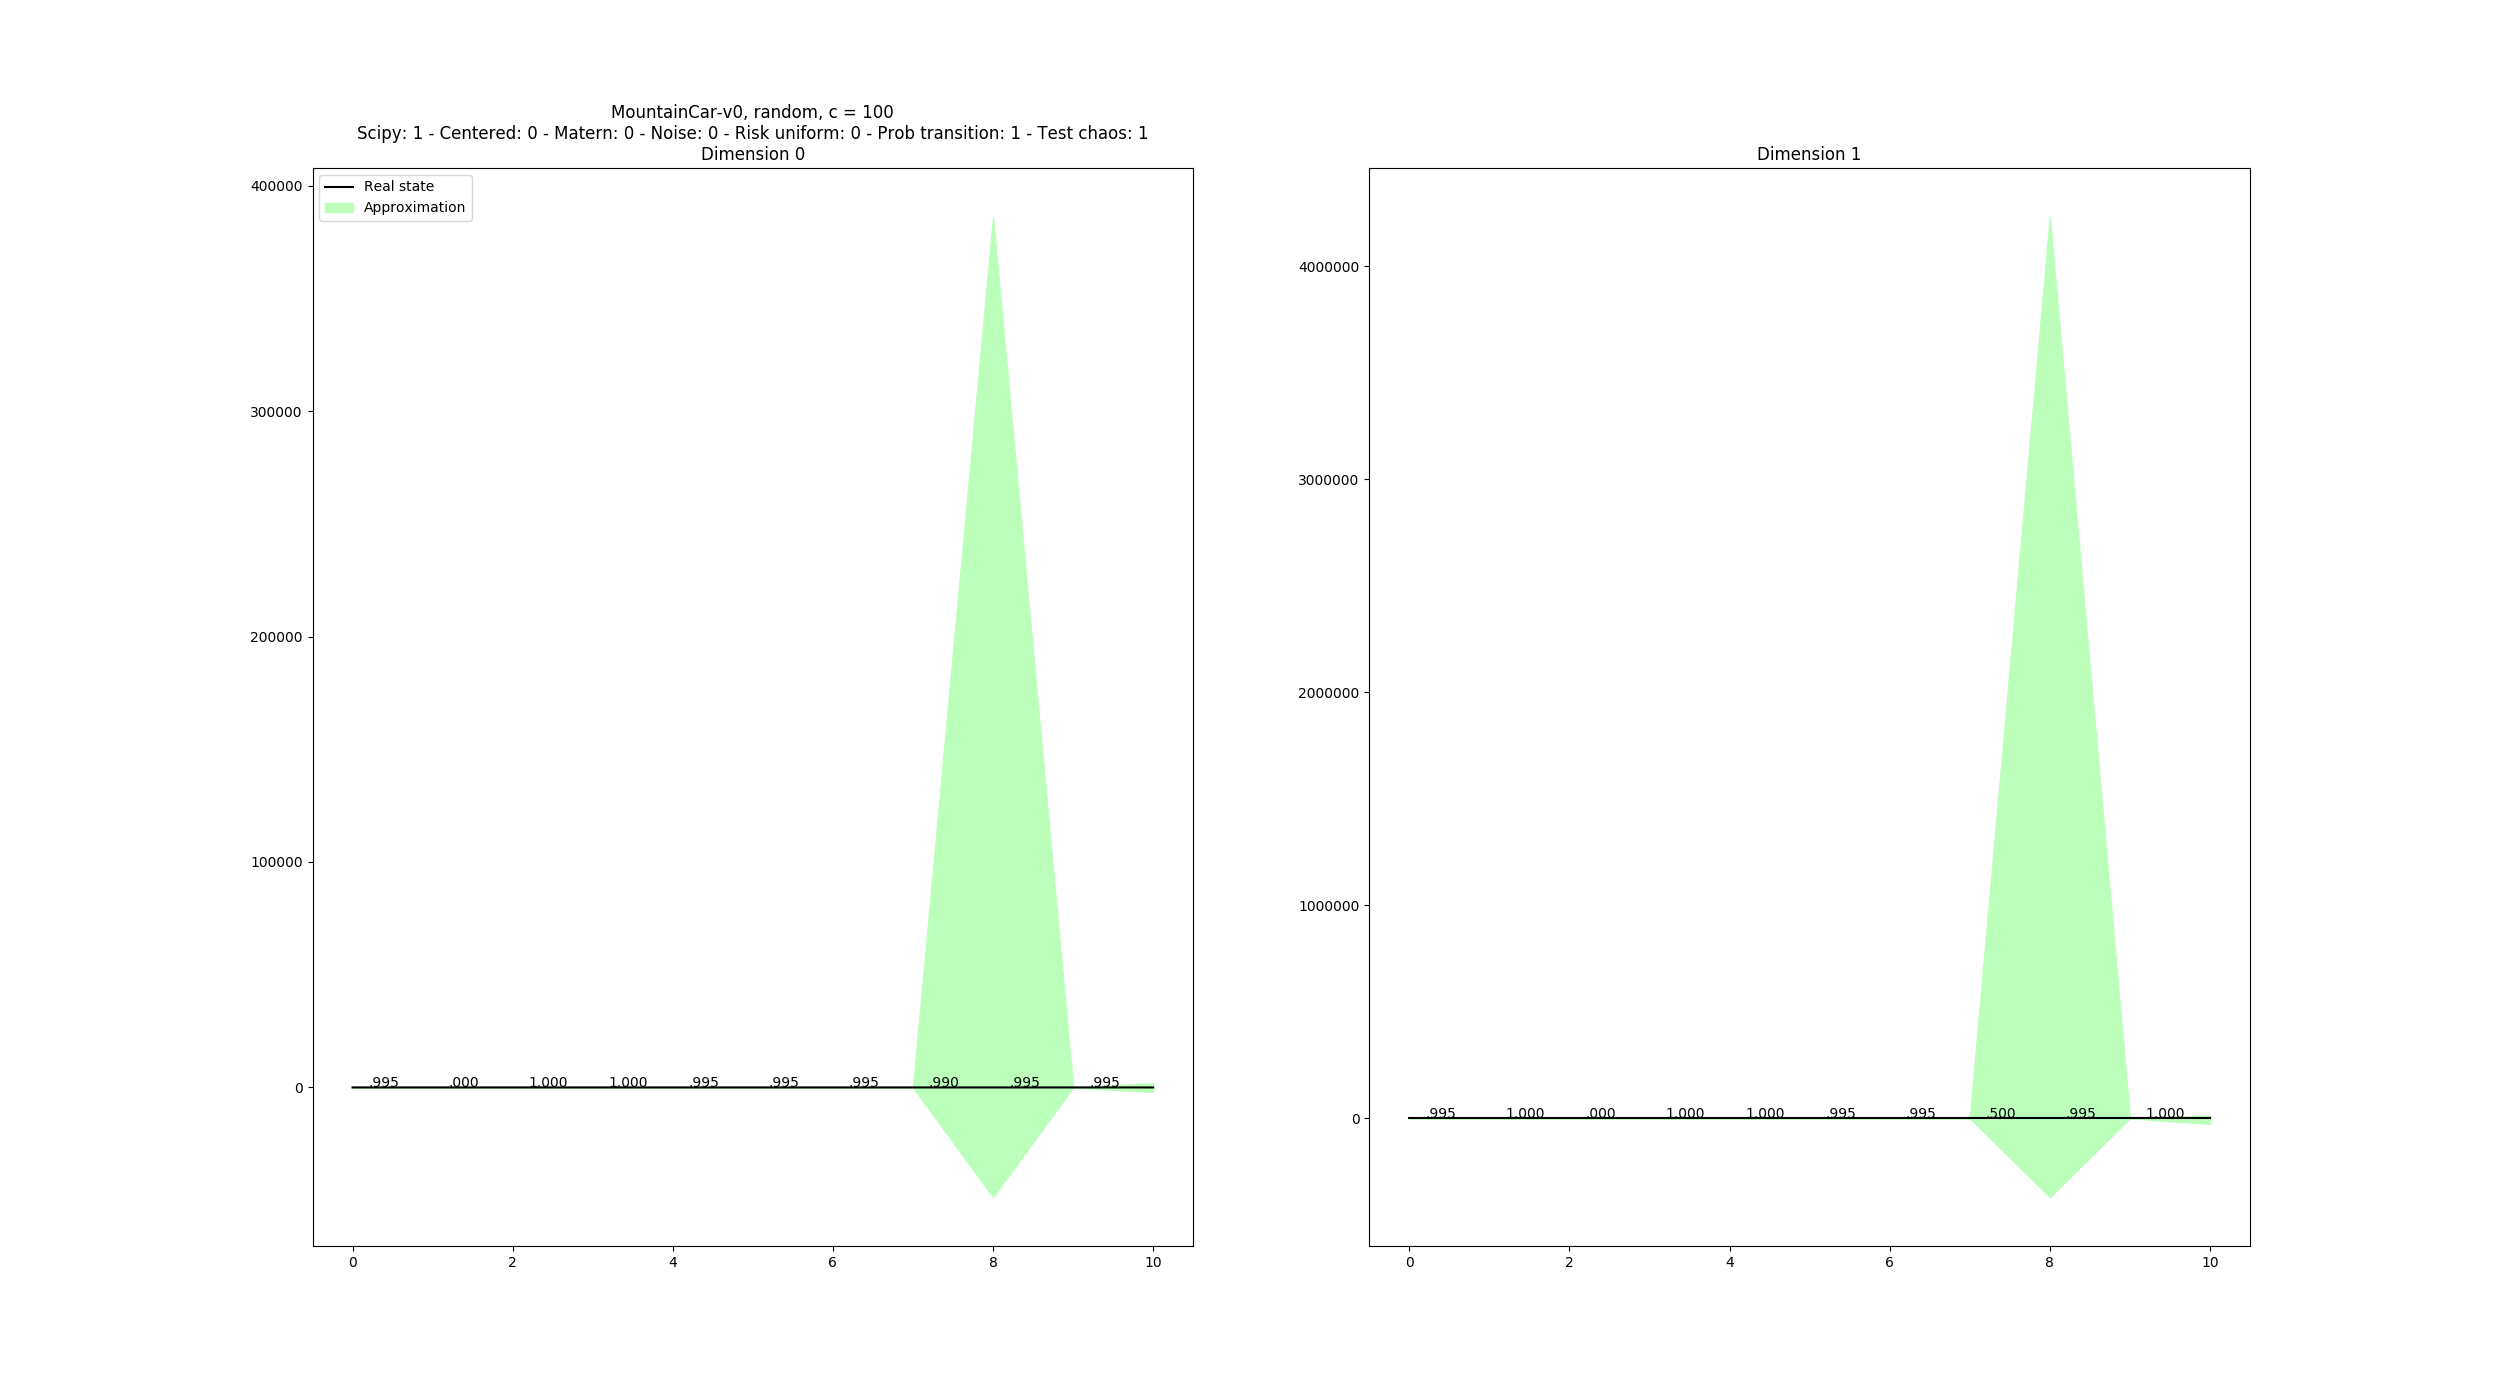 MountainCar-v0, random, c = 100
Scipy: 1 - Centered: 0 - Matern: 0 - Noise: 0 - Risk uniform: 0 - Prob transition: 1 - Test chaos: 1
Dimension 0
Real state
Approximation
400000
300000
200000
100000
0
.995 .000 1.000 1.000 .995 .995 .995 .990 .995 .995
0 2 4 6 8 10
Dimension 1
4000000
3000000
2000000
1000000
0
.995 1.000 .000 1.000 1.000 .995 .995 .500 .995 1.000
0 2 4 6 8 10